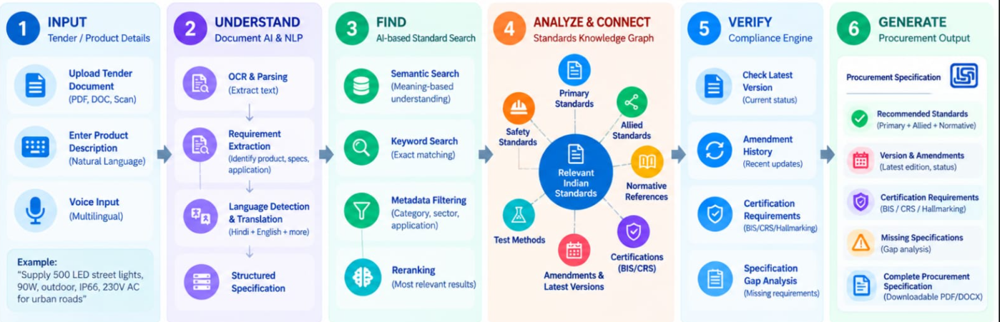 1
INPUT
Tender / Product Details
Upload Tender
Document
(PDF, DOC, Scan)
Enter Product
Description
(Natural Language)
Voice Input
(Multilingual)
Example:
“Supply 500 LED street lights,
90W, outdoor, IP66, 230V AC
for urban roads”
2
UNDERSTAND
Document AI & NLP
OCR & Parsing
(Extract text)
Requirement
Extraction
(Identify product, specs,
application)
Language Detection
& Translation
(Hindi + English + more)
Structured
Specification
3
FIND
AI-based Standard Search
Semantic Search
(Meaning-based
understanding)
Keyword Search
(Exact matching)
Metadata Filtering
(Category, sector,
application)
Reranking
(Most relevant results)
4
ANALYZE & CONNECT
Standards Knowledge Graph
Primary
Standards
Allied
Standards
Safety
Standards
Relevant
Indian
Standards
Normative
References
Test Methods
Certifications
(BIS/CRS)
Amendments &
Latest Versions
5
VERIFY
Compliance Engine
Check Latest
Version
(Current status)
Amendment
History
(Recent updates)
Certification
Requirements
(BIS/CRS/Hallmarking)
Specification
Gap Analysis
(Missing requirements)
6
GENERATE
Procurement Output
Procurement Specification
Recommended Standards
(Primary + Allied + Normative)
Version & Amendments
(Latest edition, status)
Certification Requirements
(BIS / CRS / Hallmarking)
Missing Specifications
(Gap analysis)
Complete Procurement
Specification
(Downloadable PDF/DOCX)